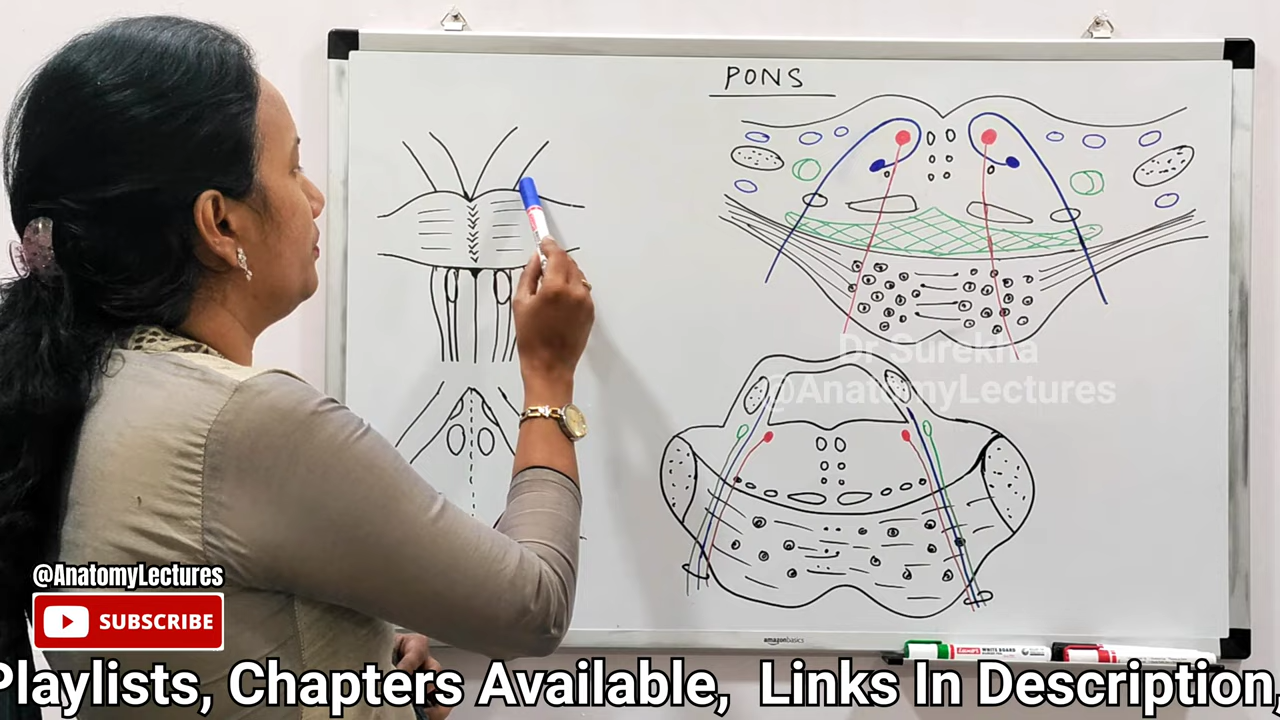 PONS
Dr Surekha
@AnatomyLectures
@AnatomyLectures
SUBSCRIBE
amazonbasics
Playlists, Chapters Available, Links In Description,